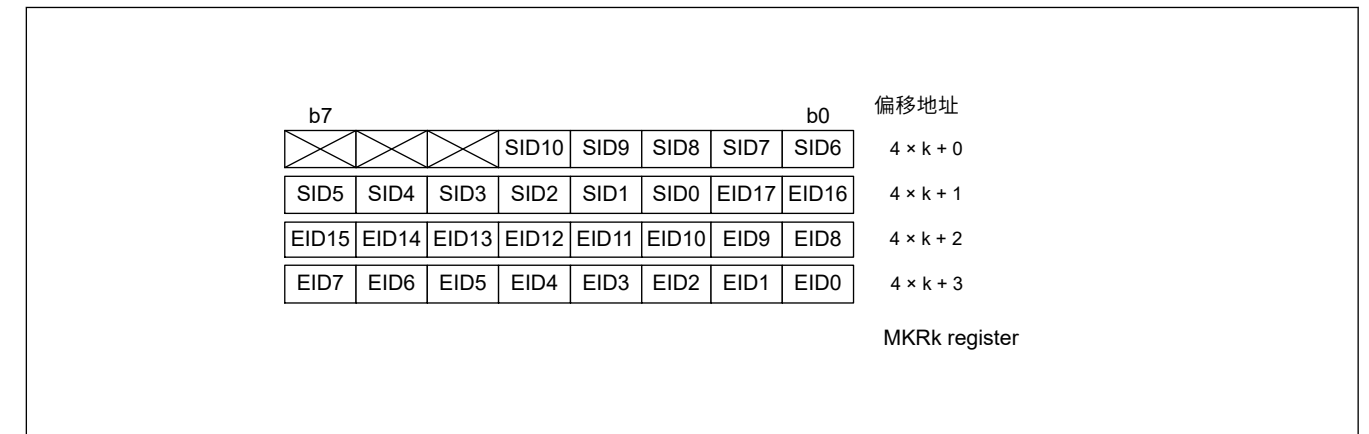 b7 b0 偏移地址
SID10 SID9 SID8 SID7 SID6 4 × k + 0
SID5 SID4 SID3 SID2 SID1 SID0 EID17 EID16 4 × k + 1
EID15 EID14 EID13 EID12 EID11 EID10 EID9 EID8 4 × k + 2
EID7 EID6 EID5 EID4 EID3 EID2 EID1 EID0 4 × k + 3
MKRk register